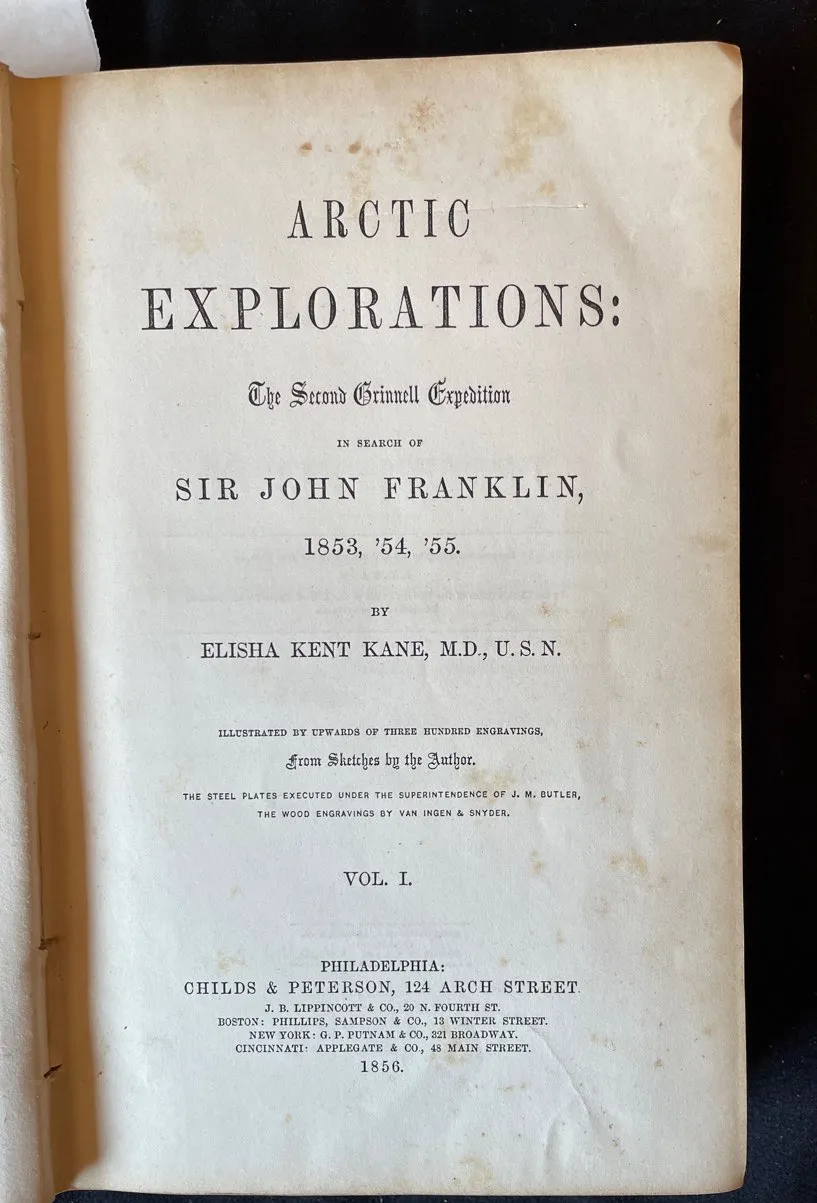 ARCTIC
EXPLORATIONS:
The Second Grinnell Expedition
IN SEARCH OF
SIR JOHN FRANKLIN,
1853, ’54, ’55.
BY
ELISHA KENT KANE, M.D., U. S. N.
ILLUSTRATED BY UPWARDS OF THREE HUNDRED ENGRAVINGS,
From Sketches by the Author.
THE STEEL PLATES EXECUTED UNDER THE SUPERINTENDENCE OF J. M. BUTLER,
THE WOOD ENGRAVINGS BY VAN INGEN & SNYDER.
VOL. I.
PHILADELPHIA:
CHILDS & PETERSON, 124 ARCH STREET
J. B. LIPPINCOTT & CO., 20 N. FOURTH ST.
BOSTON: PHILLIPS, SAMPSON & CO., 13 WINTER STREET.
NEW YORK: G. P. PUTNAM & CO., 321 BROADWAY.
CINCINNATI: APPLEGATE & CO., 48 MAIN STREET.
1856.